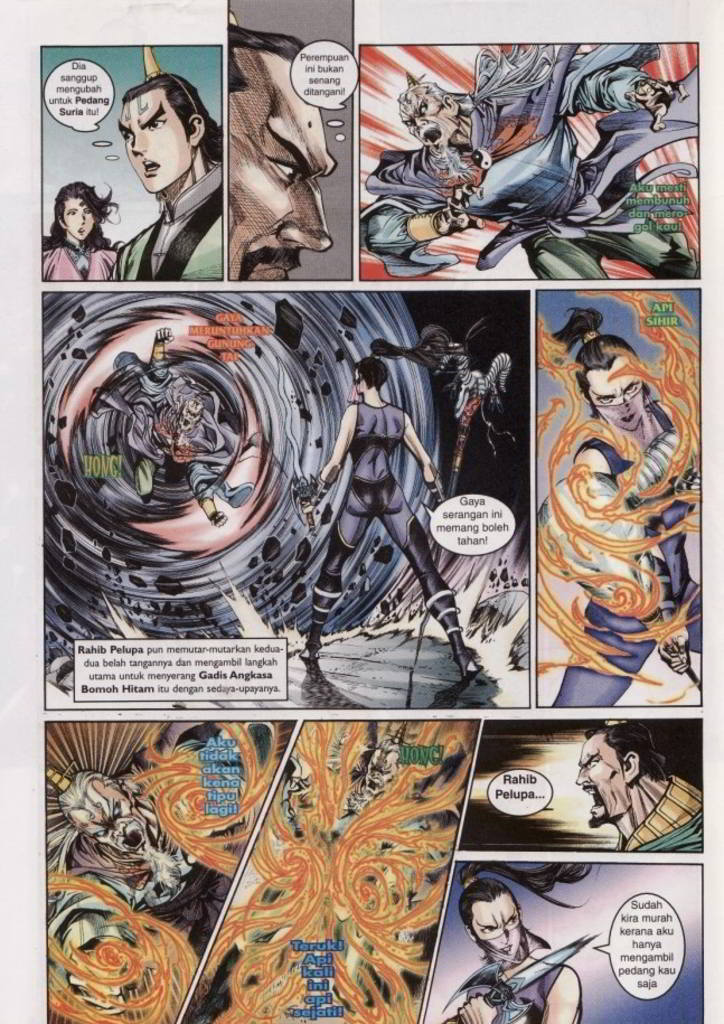 Dia
sanggup
mengubah
untuk Pedang
Suria itu!
Perempuan
ini bukan
senang
ditangani!
Aku mesti
membunuh
dan mero-
gol kau!
GAYA
MERUNTUHKAN
GUNUNG
TAI
HONG!
Gaya
serangan ini
memang boleh
tahan!
Rahib Pelupa pun memutar-mutarkan kedua-
dua belah tangannya dan mengambil langkah
utama untuk menyerang Gadis Angkasa
Bomoh Hitam itu dengan sedaya-upayanya.
API
SIHIR
Aku
tidak
akan
kena
tipu
lagi!
HONG!
Teruk!
Api
kali
ini
api
sejati!
Rahib
Pelupa...
Sudah
kira murah
kerana aku
hanya
mengambil
pedang kau
saja